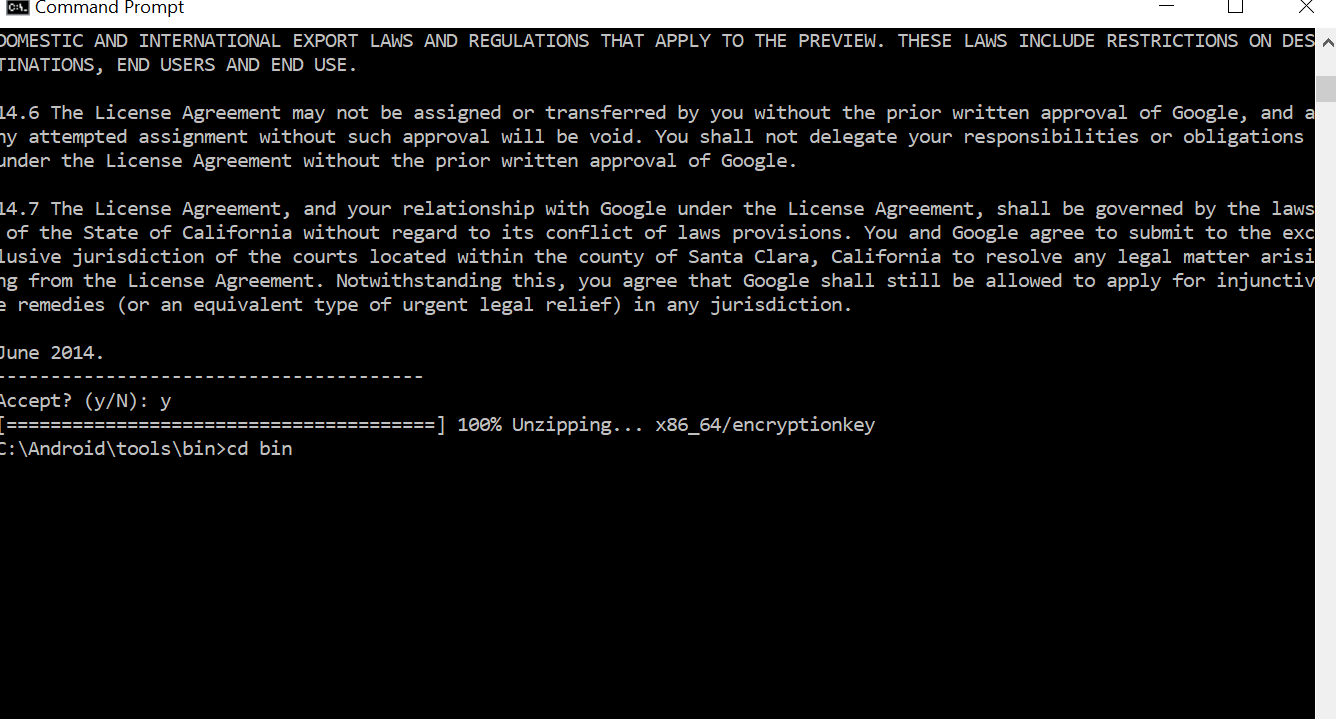 Command Prompt
DOMESTIC AND INTERNATIONAL EXPORT LAWS AND REGULATIONS THAT APPLY TO THE PREVIEW. THESE LAWS INCLUDE RESTRICTIONS ON DES
TINATIONS, END USERS AND END USE.
14.6 The License Agreement may not be assigned or transferred by you without the prior written approval of Google, and a
ny attempted assignment without such approval will be void. You shall not delegate your responsibilities or obligations
under the License Agreement without the prior written approval of Google.
14.7 The License Agreement, and your relationship with Google under the License Agreement, shall be governed by the laws
of the State of California without regard to its conflict of laws provisions. You and Google agree to submit to the exc
lusive jurisdiction of the courts located within the county of Santa Clara, California to resolve any legal matter arisi
ng from the License Agreement. Notwithstanding this, you agree that Google shall still be allowed to apply for injunctiv
e remedies (or an equivalent type of urgent legal relief) in any jurisdiction.
June 2014.
---------------------------------------
Accept? (y/N): y
[=======================================] 100% Unzipping... x86_64/encryptionkey
C:\Android\tools\bin>cd bin